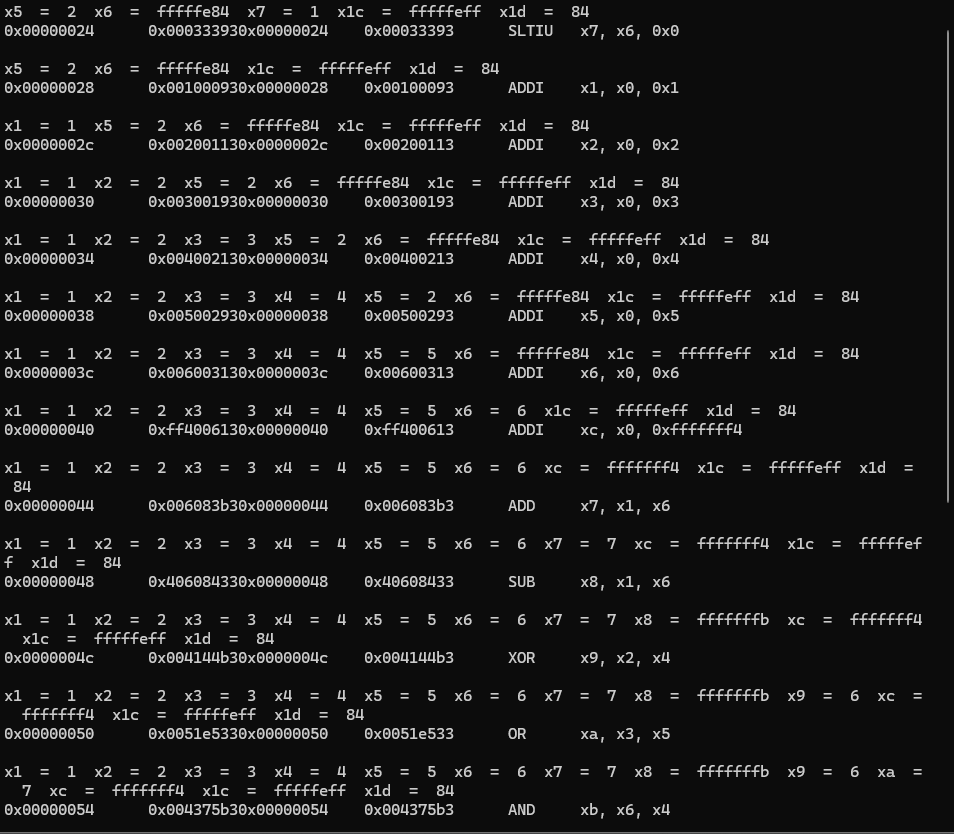 x5  =  2  x6  =  fffffe84  x7  =  1  x1c  =  fffffeff  x1d  =  84
0x00000024      0x000333930x00000024    0x00033393      SLTIU   x7, x6, 0x0
x5  =  2  x6  =  fffffe84  x1c  =  fffffeff  x1d  =  84
0x00000028      0x001000930x00000028    0x00100093      ADDI    x1, x0, 0x1
x1  =  1  x5  =  2  x6  =  fffffe84  x1c  =  fffffeff  x1d  =  84
0x0000002c      0x002001130x0000002c    0x00200113      ADDI    x2, x0, 0x2
x1  =  1  x2  =  2  x5  =  2  x6  =  fffffe84  x1c  =  fffffeff  x1d  =  84
0x00000030      0x003001930x00000030    0x00300193      ADDI    x3, x0, 0x3
x1  =  1  x2  =  2  x3  =  3  x5  =  2  x6  =  fffffe84  x1c  =  fffffeff  x1d  =  84
0x00000034      0x004002130x00000034    0x00400213      ADDI    x4, x0, 0x4
x1  =  1  x2  =  2  x3  =  3  x4  =  4  x5  =  2  x6  =  fffffe84  x1c  =  fffffeff  x1d  =  84
0x00000038      0x005002930x00000038    0x00500293      ADDI    x5, x0, 0x5
x1  =  1  x2  =  2  x3  =  3  x4  =  4  x5  =  5  x6  =  fffffe84  x1c  =  fffffeff  x1d  =  84
0x0000003c      0x006003130x0000003c    0x00600313      ADDI    x6, x0, 0x6
x1  =  1  x2  =  2  x3  =  3  x4  =  4  x5  =  5  x6  =  6  x1c  =  fffffeff  x1d  =  84
0x00000040      0xff4006130x00000040    0xff400613      ADDI    xc, x0, 0xfffffff4
x1  =  1  x2  =  2  x3  =  3  x4  =  4  x5  =  5  x6  =  6  xc  =  fffffff4  x1c  =  fffffeff  x1d  =
 84
0x00000044      0x006083b30x00000044    0x006083b3      ADD     x7, x1, x6
x1  =  1  x2  =  2  x3  =  3  x4  =  4  x5  =  5  x6  =  6  x7  =  7  xc  =  fffffff4  x1c  =  fffffef
f  x1d  =  84
0x00000048      0x406084330x00000048    0x40608433      SUB     x8, x1, x6
x1  =  1  x2  =  2  x3  =  3  x4  =  4  x5  =  5  x6  =  6  x7  =  7  x8  =  fffffffb  xc  =  fffffff4
  x1c  =  fffffeff  x1d  =  84
0x0000004c      0x004144b30x0000004c    0x004144b3      XOR     x9, x2, x4
x1  =  1  x2  =  2  x3  =  3  x4  =  4  x5  =  5  x6  =  6  x7  =  7  x8  =  fffffffb  x9  =  6  xc  =
  fffffff4  x1c  =  fffffeff  x1d  =  84
0x00000050      0x0051e5330x00000050    0x0051e533      OR      xa, x3, x5
x1  =  1  x2  =  2  x3  =  3  x4  =  4  x5  =  5  x6  =  6  x7  =  7  x8  =  fffffffb  x9  =  6  xa  =
  7  xc  =  fffffff4  x1c  =  fffffeff  x1d  =  84
0x00000054      0x004375b30x00000054    0x004375b3      AND     xb, x6, x4